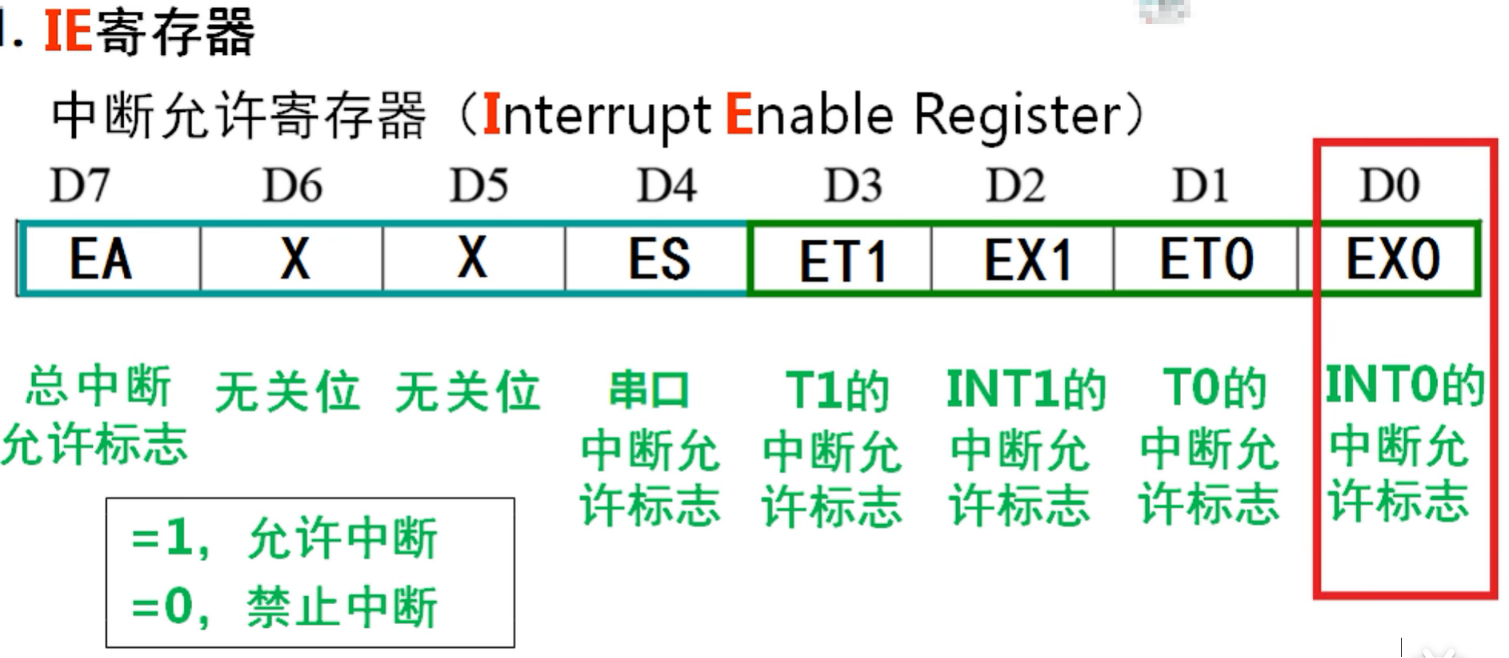 1. IE寄存器
中断允许寄存器（Interrupt Enable Register）
D7 D6 D5 D4 D3 D2 D1 D0
EA X X ES ET1 EX1 ET0 EX0
总中断 无关位 无关位 串口 T1的 INT1的 T0的 INT0的
允许标志 中断允 中断允 中断允 中断允 中断允
许标志 许标志 许标志 许标志 许标志
=1，允许中断
=0，禁止中断